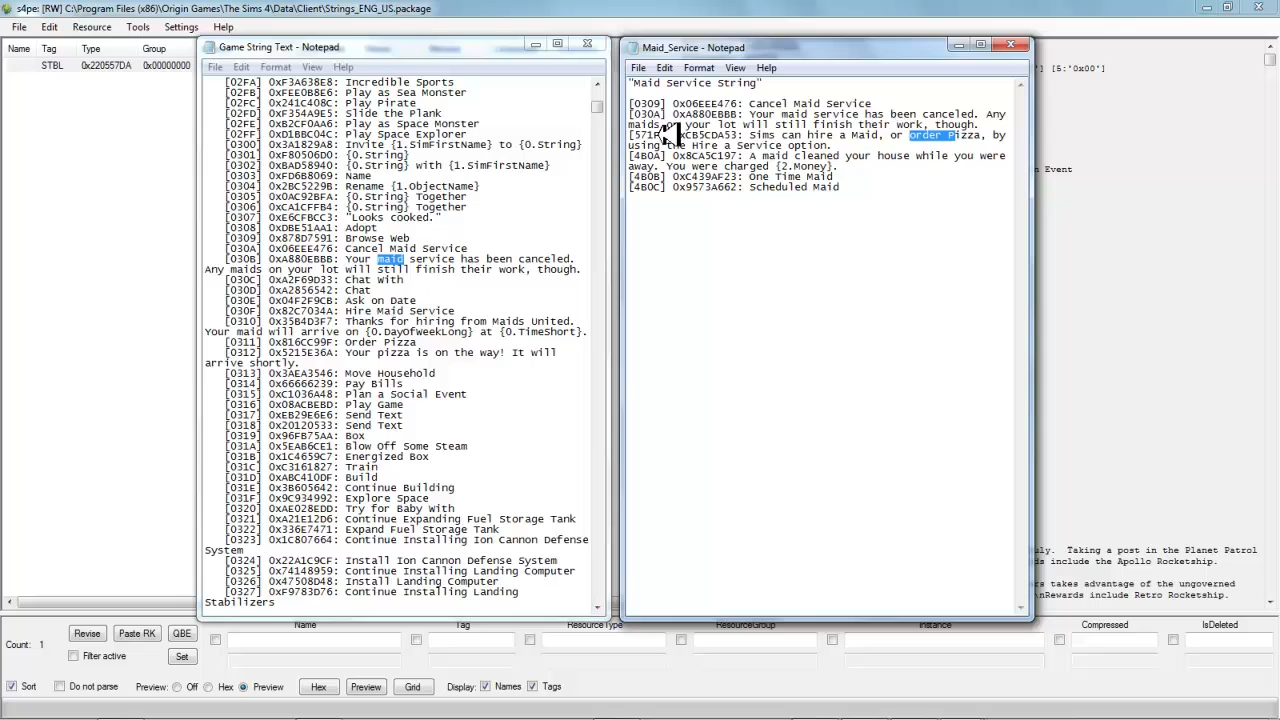 s4pe: [RW] C:\Program Files (x86)\Origin Games\The Sims 4\Data\Client\Strings_ENG_US.package
File Edit Resource Tools Settings Help
Name Tag Type Group
STBL 0x220557DA 0x00000000
'] [5:'0x00']
n Event
uly. Taking a post in the Planet Patrol
ds include the Apollo Rocketship.
rs takes advantage of the ungoverned
\nRewards include Retro Rocketship.
Game String Text - Notepad
File Edit Format View Help
[02FA] 0xF3A638E8: Incredible Sports
[02FB] 0xFEE0B8E6: Play as Sea Monster
[02FC] 0x241C408C: Play Pirate
[02FD] 0xFF3549E5: Slide the Plank
[02FE] 0xB2CF0AA6: Play as Space Monster
[02FF] 0xD1BBC04C: Play Space Explorer
[0300] 0x3A1829A8: Invite {1.SimFirstName} to {0.String}
[0301] 0xF80506D0: {0.String}
[0302] 0xBAD58940: {0.String} with {1.SimFirstName}
[0303] 0xFD6B8069: Name
[0304] 0x2BC5229B: Rename {1.ObjectName}
[0305] 0x0AC92BFA: {0.String} Together
[0306] 0xCA1CFFB4: {0.String} Together
[0307] 0xE6CFBCC3: "Looks cooked."
[0308] 0xDBE51AA1: Adopt
[0309] 0x878D7591: Browse Web
[030A] 0x06EEE476: Cancel Maid Service
[030B] 0xA880EBBB: Your maid service has been canceled.
Any maids on your lot will still finish their work, though.
[030C] 0xA2F69D33: Chat With
[030D] 0xA2856542: Chat
[030E] 0x04F2F9CB: Ask on Date
[030F] 0x82C7034A: Hire Maid Service
[0310] 0x35B4D3F7: Thanks for hiring from Maids United.
Your maid will arrive on {0.DayOfWeekLong} at {0.TimeShort}.
[0311] 0x816CC99F: Order Pizza
[0312] 0x5215E36A: Your pizza is on the way! It will
arrive shortly.
[0313] 0x3AEA3546: Move Household
[0314] 0x66666239: Pay Bills
[0315] 0xC1036A48: Plan a Social Event
[0316] 0x08ACBEBD: Play Game
[0317] 0xEB29E6E6: Send Text
[0318] 0x20120533: Send Text
[0319] 0x96FB75AA: Box
[031A] 0x5EAB6CE1: Blow Off Some Steam
[031B] 0x1C4659C7: Energized Box
[031C] 0xC3161827: Train
[031D] 0xABC410DF: Build
[031E] 0x3B605642: Continue Building
[031F] 0x9C934992: Explore Space
[0320] 0xAE028EDD: Try for Baby With
[0321] 0xA21E12D6: Continue Expanding Fuel Storage Tank
[0322] 0x336E7471: Expand Fuel Storage Tank
[0323] 0x1C807664: Continue Installing Ion Cannon Defense
System
[0324] 0x22A1C9CF: Install Ion Cannon Defense System
[0325] 0x74148959: Continue Installing Landing Computer
[0326] 0x47508D48: Install Landing Computer
[0327] 0xF9783D76: Continue Installing Landing
Stabilizers
Maid_Service - Notepad
File Edit Format View Help
"Maid Service String"
[0309] 0x06EEE476: Cancel Maid Service
[030A] 0xA880EBBB: Your maid service has been canceled. Any
maids on your lot will still finish their work, though.
Sims can hire a Maid, or order Pizza, by
using the Hire a Service option.
[4B0A] 0x8CA5C197: A maid cleaned your house while you were
away. You were charged {2.Money}.
[4B0B] 0xC439AF23: One Time Maid
[4B0C] 0x9573A662: Scheduled Maid
Count: 1
Revise Paste RK QBE
Filter active Set
Name Tag ResourceType ResourceGroup Instance Compressed IsDeleted
Sort Do not parse Preview: Off Hex Preview Hex Preview Grid Display: Names Tags